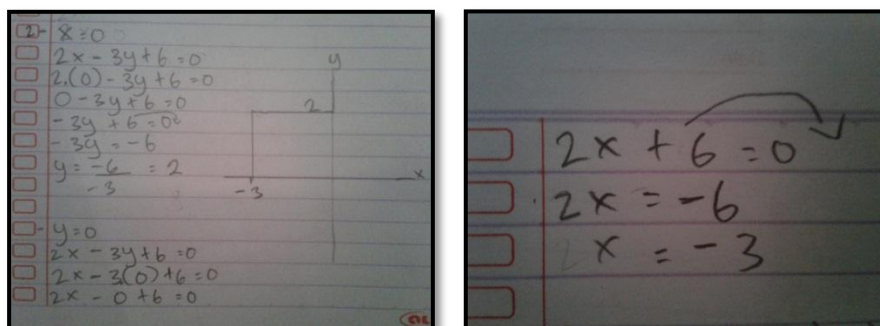 2)- x=0
2x - 3y + 6 = 0
2.(0) - 3y + 6 = 0
0 - 3y + 6 = 0
- 3y + 6 = 0
- 3y = -6
y = -6/-3 = 2
- y=0
2x - 3y + 6 = 0
2x - 3(0) + 6 = 0
2x - 0 + 6 = 0
y
2
x
-3
2x + 6 = 0
2x = -6
x = -3